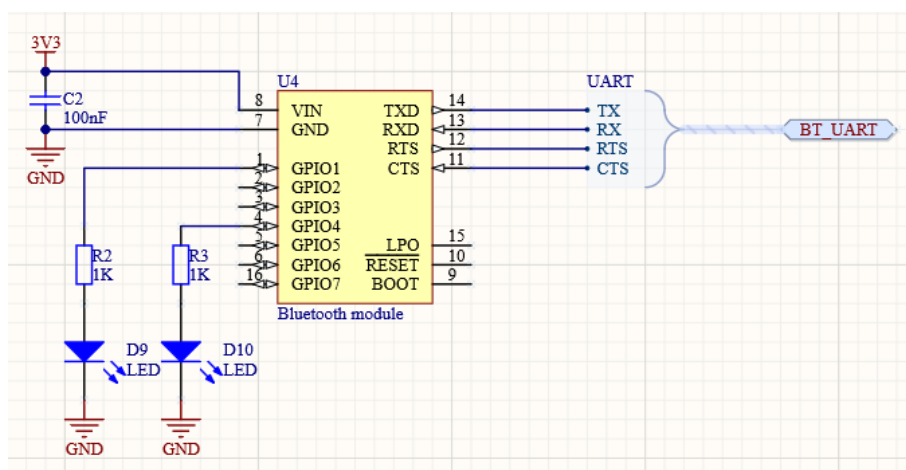 3V3
C2
100nF
GND
U4
8 VIN TXD 14
7 GND RXD 13
RTS 12
1 GPIO1 CTS 11
2 GPIO2
3 GPIO3
4 GPIO4
5 GPIO5 LPO 15
6 GPIO6 RESET 10
16 GPIO7 BOOT 9
Bluetooth module
UART
TX
RX
RTS
CTS
BT_UART
R2
1K
R3
1K
D9
LED
D10
LED
GND
GND